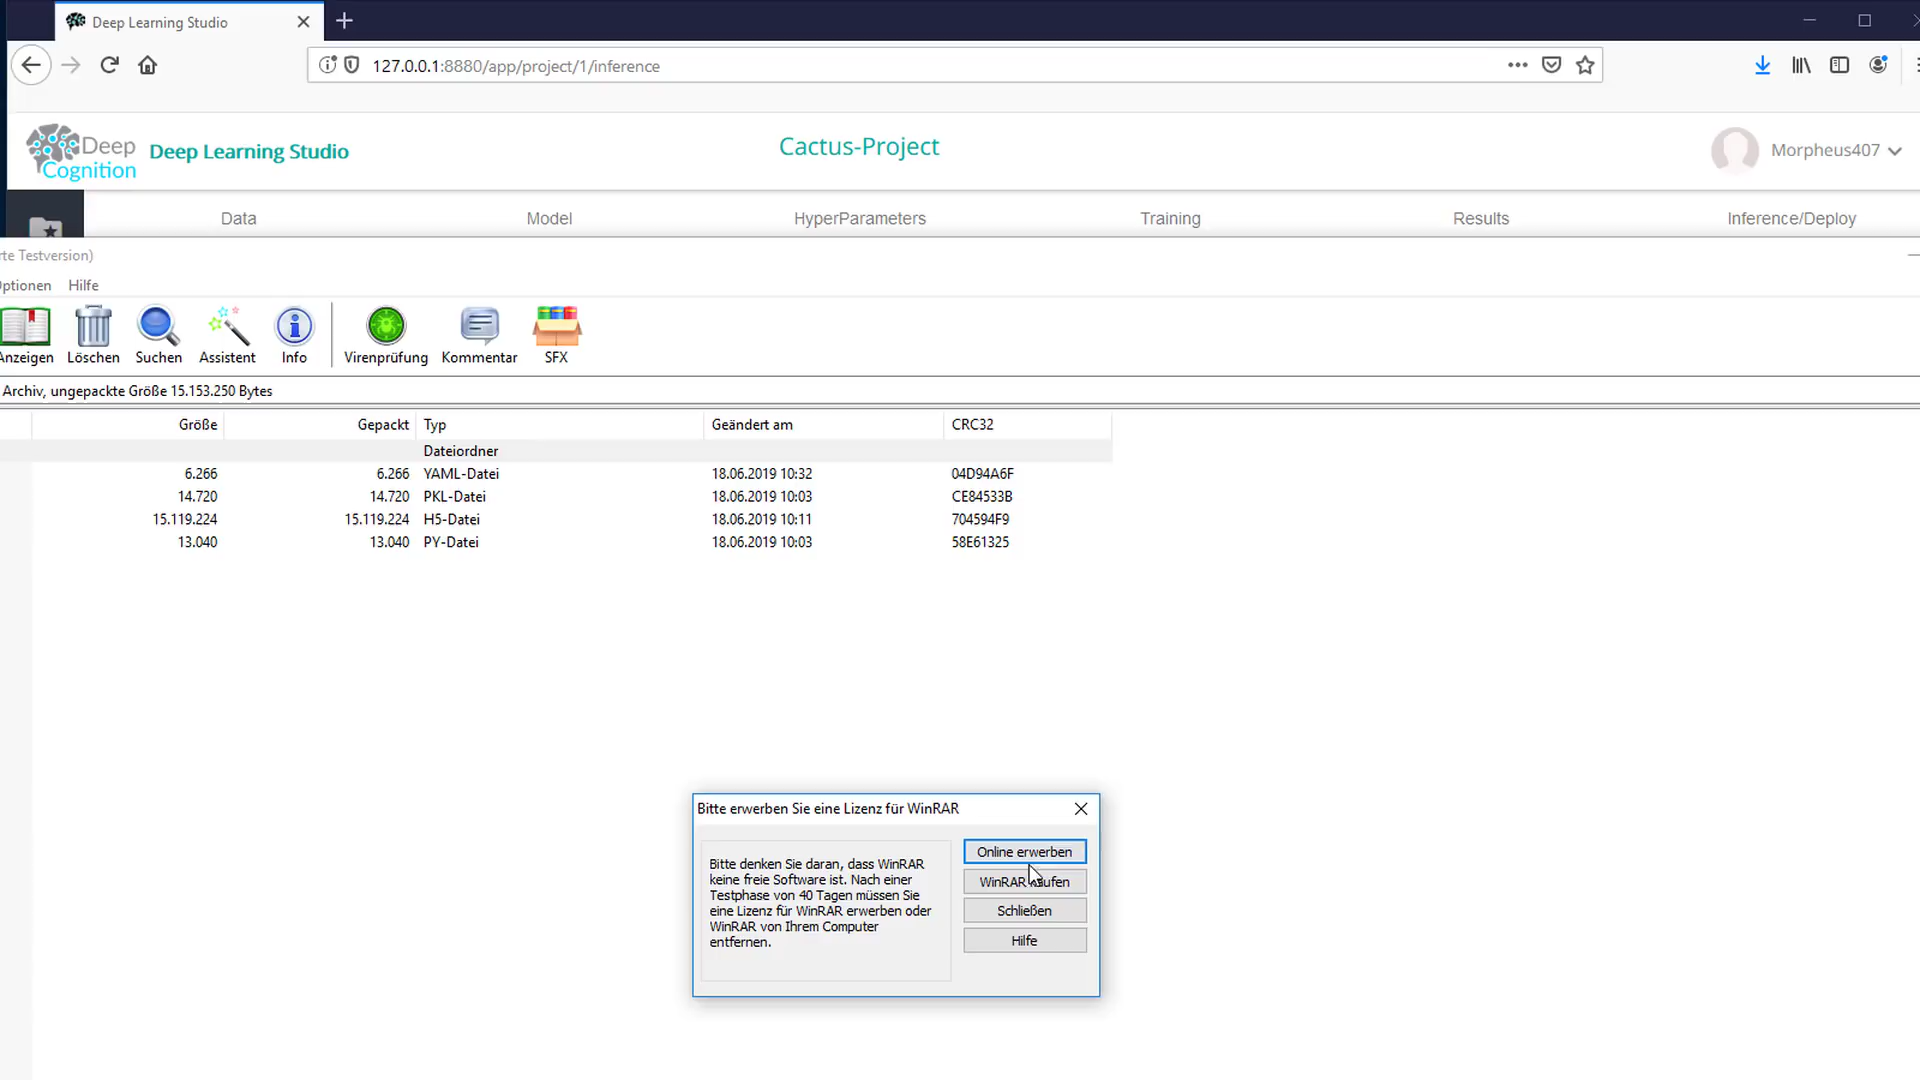 Deep Learning Studio
127.0.0.1:8880/app/project/1/inference
Deep
Cognition
Deep Learning Studio
Cactus-Project
Morpheus407
Data Model HyperParameters Training Results Inference/Deploy
rte Testversion)
Optionen Hilfe
Anzeigen Löschen Suchen Assistent Info Virenprüfung Kommentar SFX
Archiv, ungepackte Größe 15.153.250 Bytes
Größe Gepackt Typ Geändert am CRC32
Dateiordner
6.266 6.266 YAML-Datei 18.06.2019 10:32 04D94A6F
14.720 14.720 PKL-Datei 18.06.2019 10:03 CE84533B
15.119.224 15.119.224 H5-Datei 18.06.2019 10:11 704594F9
13.040 13.040 PY-Datei 18.06.2019 10:03 58E61325
Bitte erwerben Sie eine Lizenz für WinRAR
Bitte denken Sie daran, dass WinRAR
keine freie Software ist. Nach einer
Testphase von 40 Tagen müssen Sie
eine Lizenz für WinRAR erwerben oder
WinRAR von Ihrem Computer
entfernen.
Online erwerben
WinRAR kaufen
Schließen
Hilfe